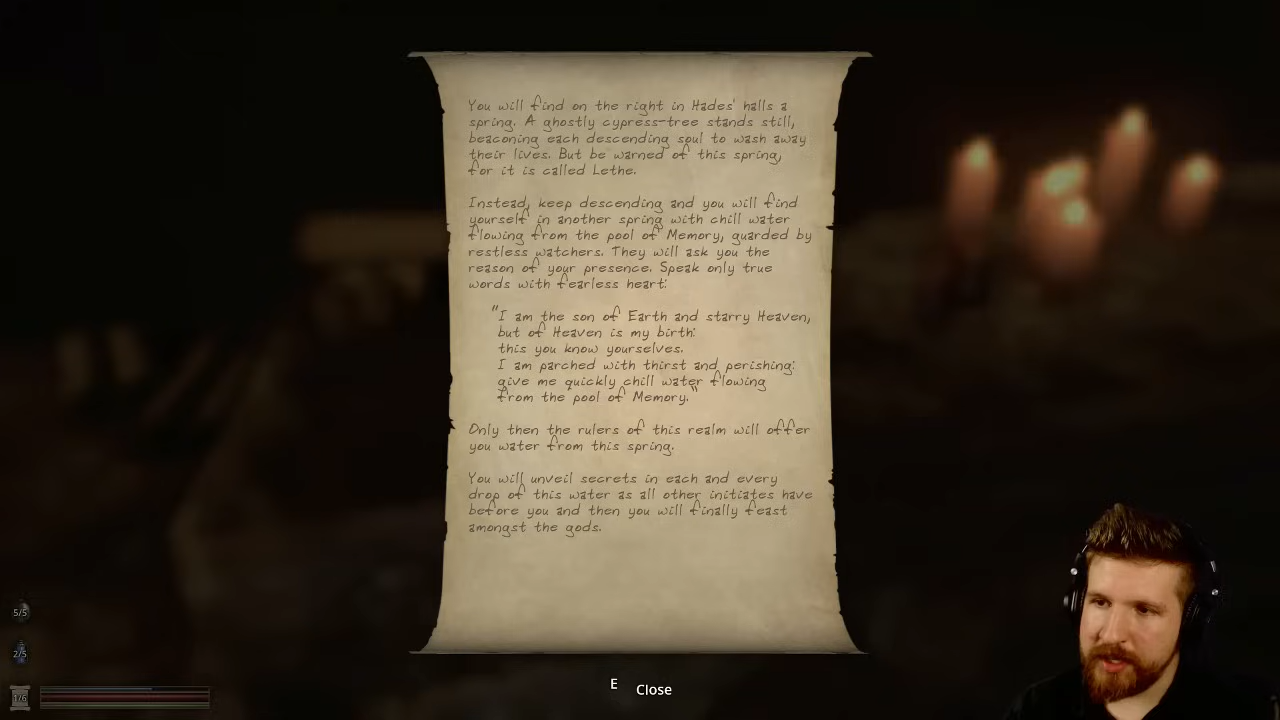 You will find on the right in Hades' halls a
spring. A ghostly cypress-tree stands still,
beaconing each descending soul to wash away
their lives. But be warned of this spring,
for it is called Lethe.
Instead, keep descending and you will find
yourself in another spring with chill water
flowing from the pool of Memory, guarded by
restless watchers. They will ask you the
reason of your presence. Speak only true
words with fearless heart:
"I am the son of Earth and starry Heaven,
but of Heaven is my birth:
this you know yourselves.
I am parched with thirst and perishing:
give me quickly chill water flowing
from the pool of Memory."
Only then the rulers of this realm will offer
you water from this spring.
You will unveil secrets in each and every
drop of this water as all other initiates have
before you and then you will finally feast
amongst the gods.
5/5
2/5
1/6
E Close